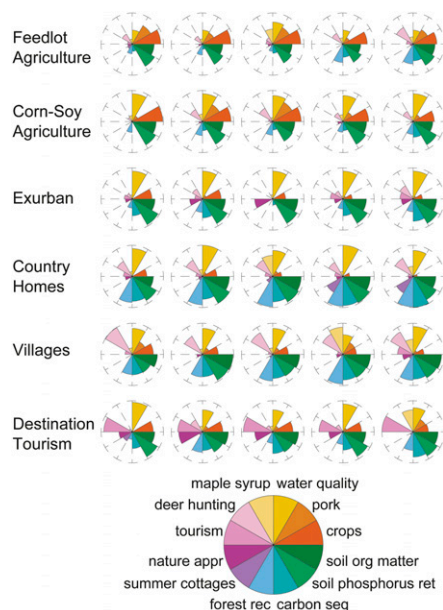 Feedlot
Agriculture
Corn-Soy
Agriculture
Exurban
Country
Homes
Villages
Destination
Tourism
maple syrup water quality
deer hunting pork
tourism crops
nature appr soil org matter
summer cottages soil phosphorus ret
forest rec carbon seq